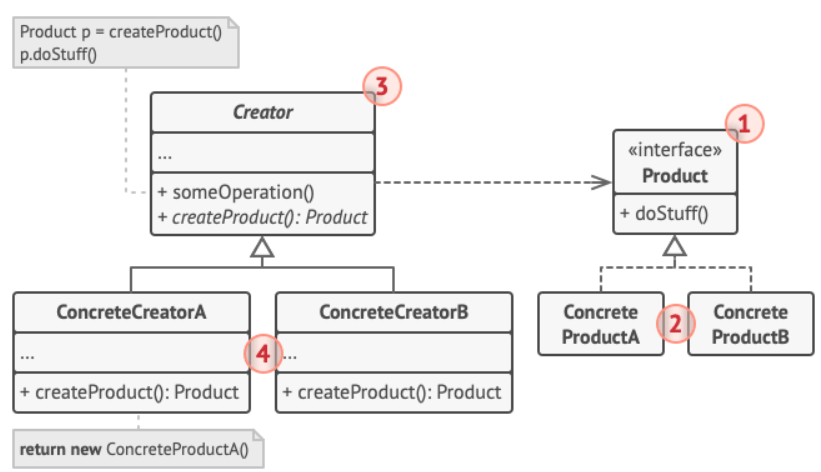 Product p = createProduct()
p.doStuff()
3
Creator
...
+ someOperation()
+ createProduct(): Product
1
«interface»
Product
+ doStuff()
ConcreteCreatorA
...
+ createProduct(): Product
4
ConcreteCreatorB
...
+ createProduct(): Product
Concrete
ProductA
2
Concrete
ProductB
return new ConcreteProductA()